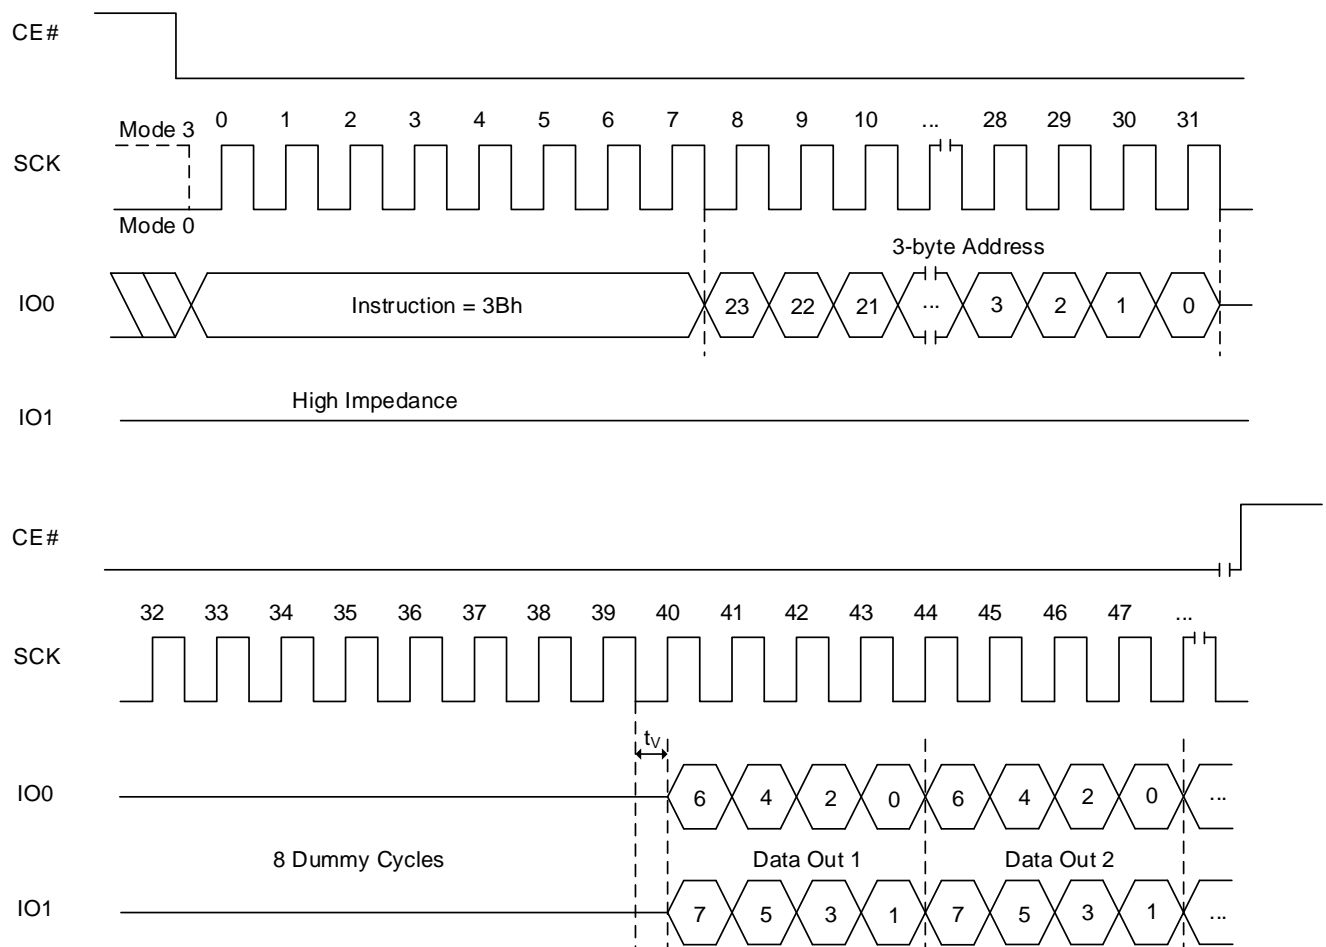 CE#
Mode 3 0 1 2 3 4 5 6 7 8 9 10 ... 28 29 30 31
SCK
Mode 0
3-byte Address
IO0 Instruction = 3Bh 23 22 21 ... 3 2 1 0
High Impedance
IO1
CE#
32 33 34 35 36 37 38 39 40 41 42 43 44 45 46 47 ...
SCK
tV
IO0 6 4 2 0 6 4 2 0 ...
8 Dummy Cycles Data Out 1 Data Out 2
IO1 7 5 3 1 7 5 3 1 ...